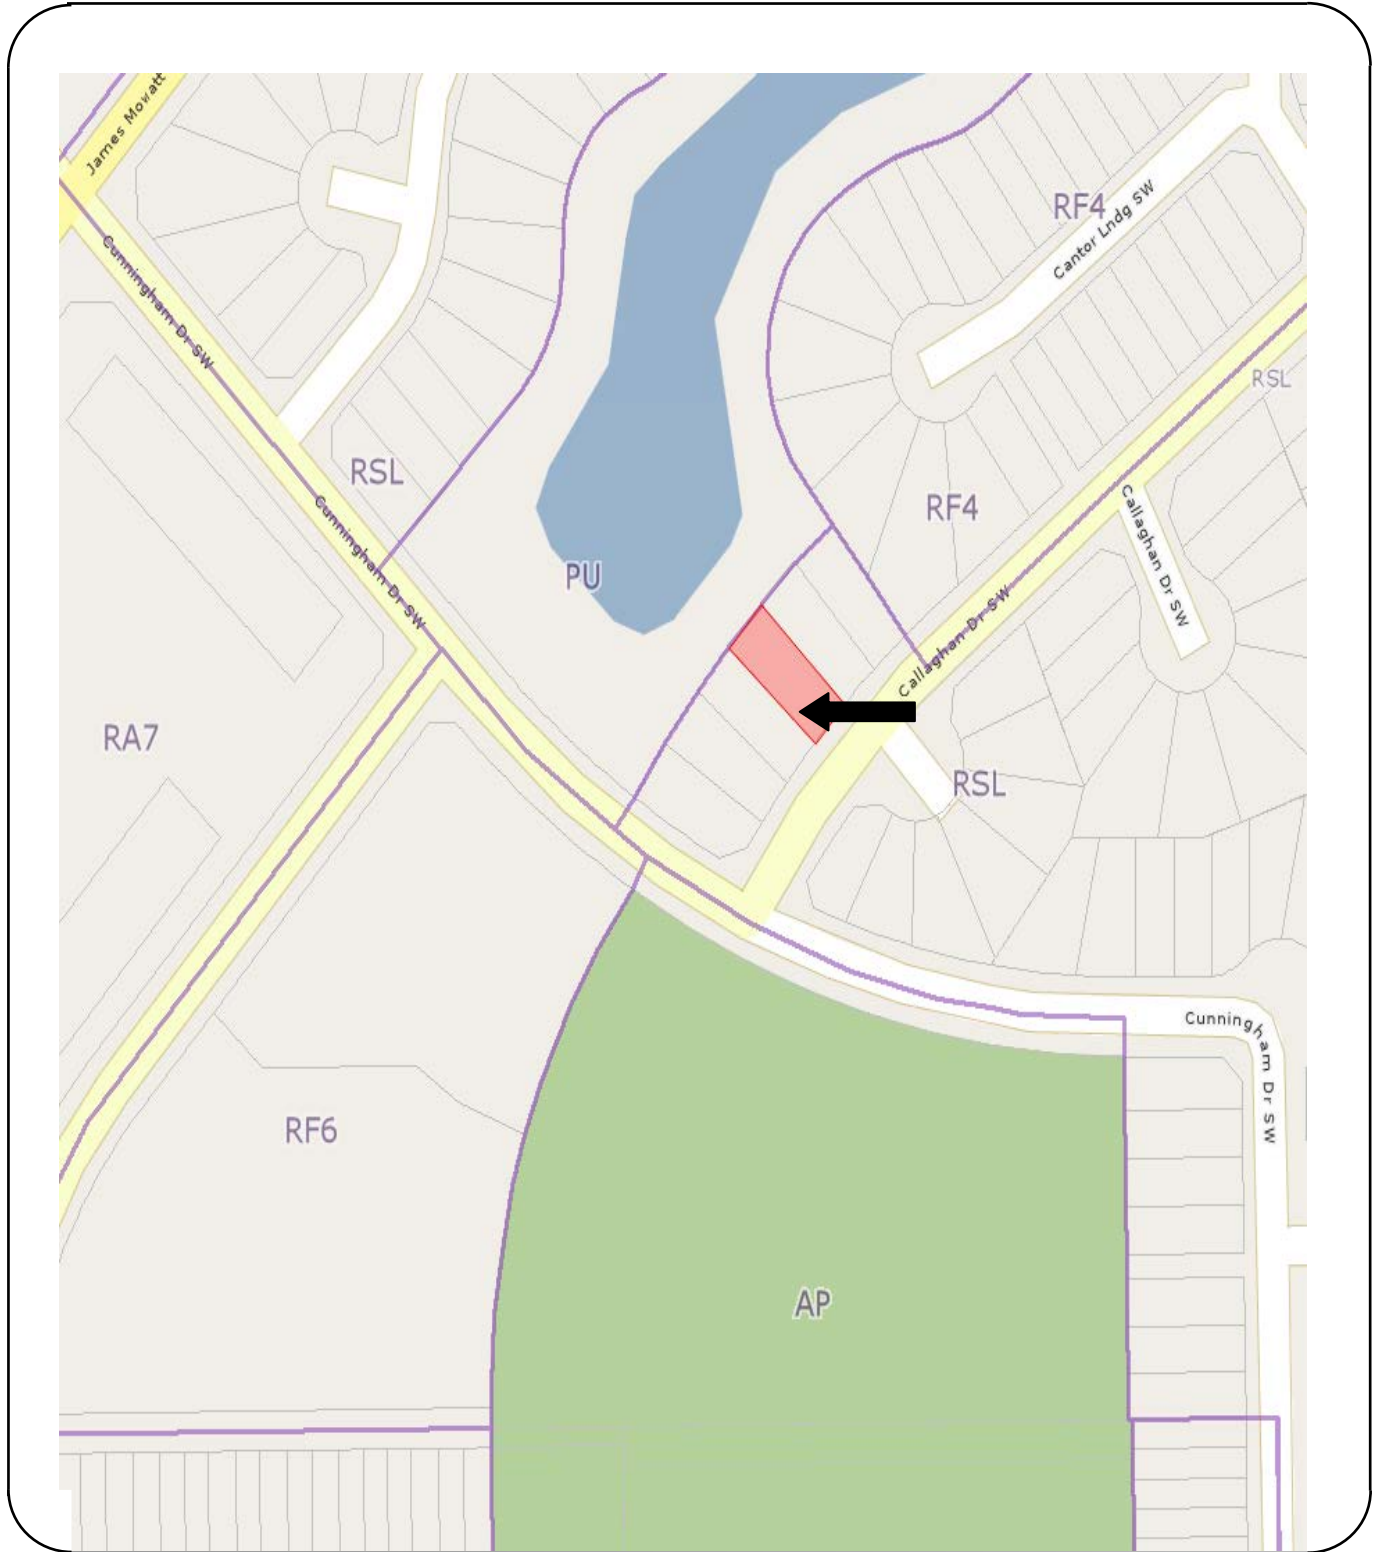 James Mowatt
RF4
Cantor Lndg SW
Cunningham Dr SW
RSL
RSL
Cunningham Dr SW
RF4
Callaghan Dr SW
PU
Callaghan Dr SW
RA7
RSL
Cunningham Dr SW
RF6
AP